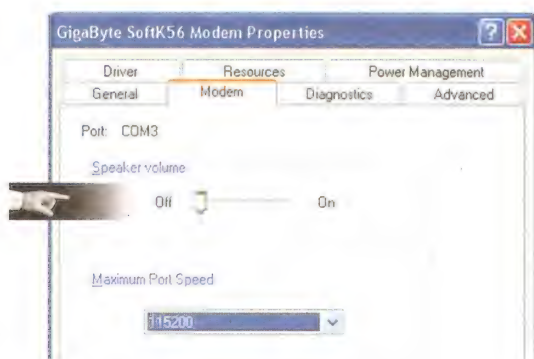 GigaByte SoftK56 Modem Properties
Driver Resources Power Management
General Modem Diagnostics Advanced
Port: COM3
Speaker volume
Off On
Maximum Port Speed
115200